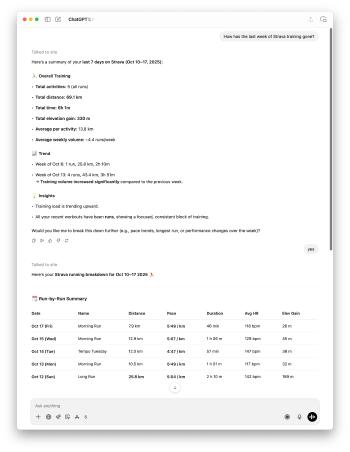 ChatGPT 5
How has the last week of Strava training gone?
Talked to site
Here's a summary of your last 7 days on Strava (Oct 10–17, 2025):
Overall Training
• Total activities: 5 (all runs)
• Total distance: 69.1 km
• Total time: 6h 1m
• Total elevation gain: 330 m
• Average per activity: 13.8 km
• Average weekly volume: ~4.4 runs/week
Trend
• Week of Oct 6: 1 run, 25.8 km, 2h 10m
• Week of Oct 13: 4 runs, 43.4 km, 3h 51m
→ Training volume increased significantly compared to the previous week.
Insights
• Training load is trending upward.
• All your recent workouts have been runs, showing a focused, consistent block of training.
Would you like me to break this down further (e.g., pace trends, longest run, or performance changes over the week)?
yes
Talked to site
Here's your Strava running breakdown for Oct 10–17 2025
Run-by-Run Summary
Date Name Distance Pace Duration Avg HR Elev Gain
Oct 17 (Fri) Morning Run 7.9 km 5:49 / km 46 min 118 bpm 26 m
Oct 15 (Wed) Morning Run 12.9 km 5:07 / km 1 h 06 m 129 bpm 45 m
Oct 14 (Tue) Tempo Tuesday 12.0 km 4:47 / km 57 min 147 bpm 38 m
Oct 13 (Mon) Morning Run 10.5 km 5:49 / km 1 h 01 m 117 bpm 32 m
Oct 12 (Sun) Long Run 25.8 km 5:04 / km 2 h 10 m 142 bpm 189 m
Ask anything